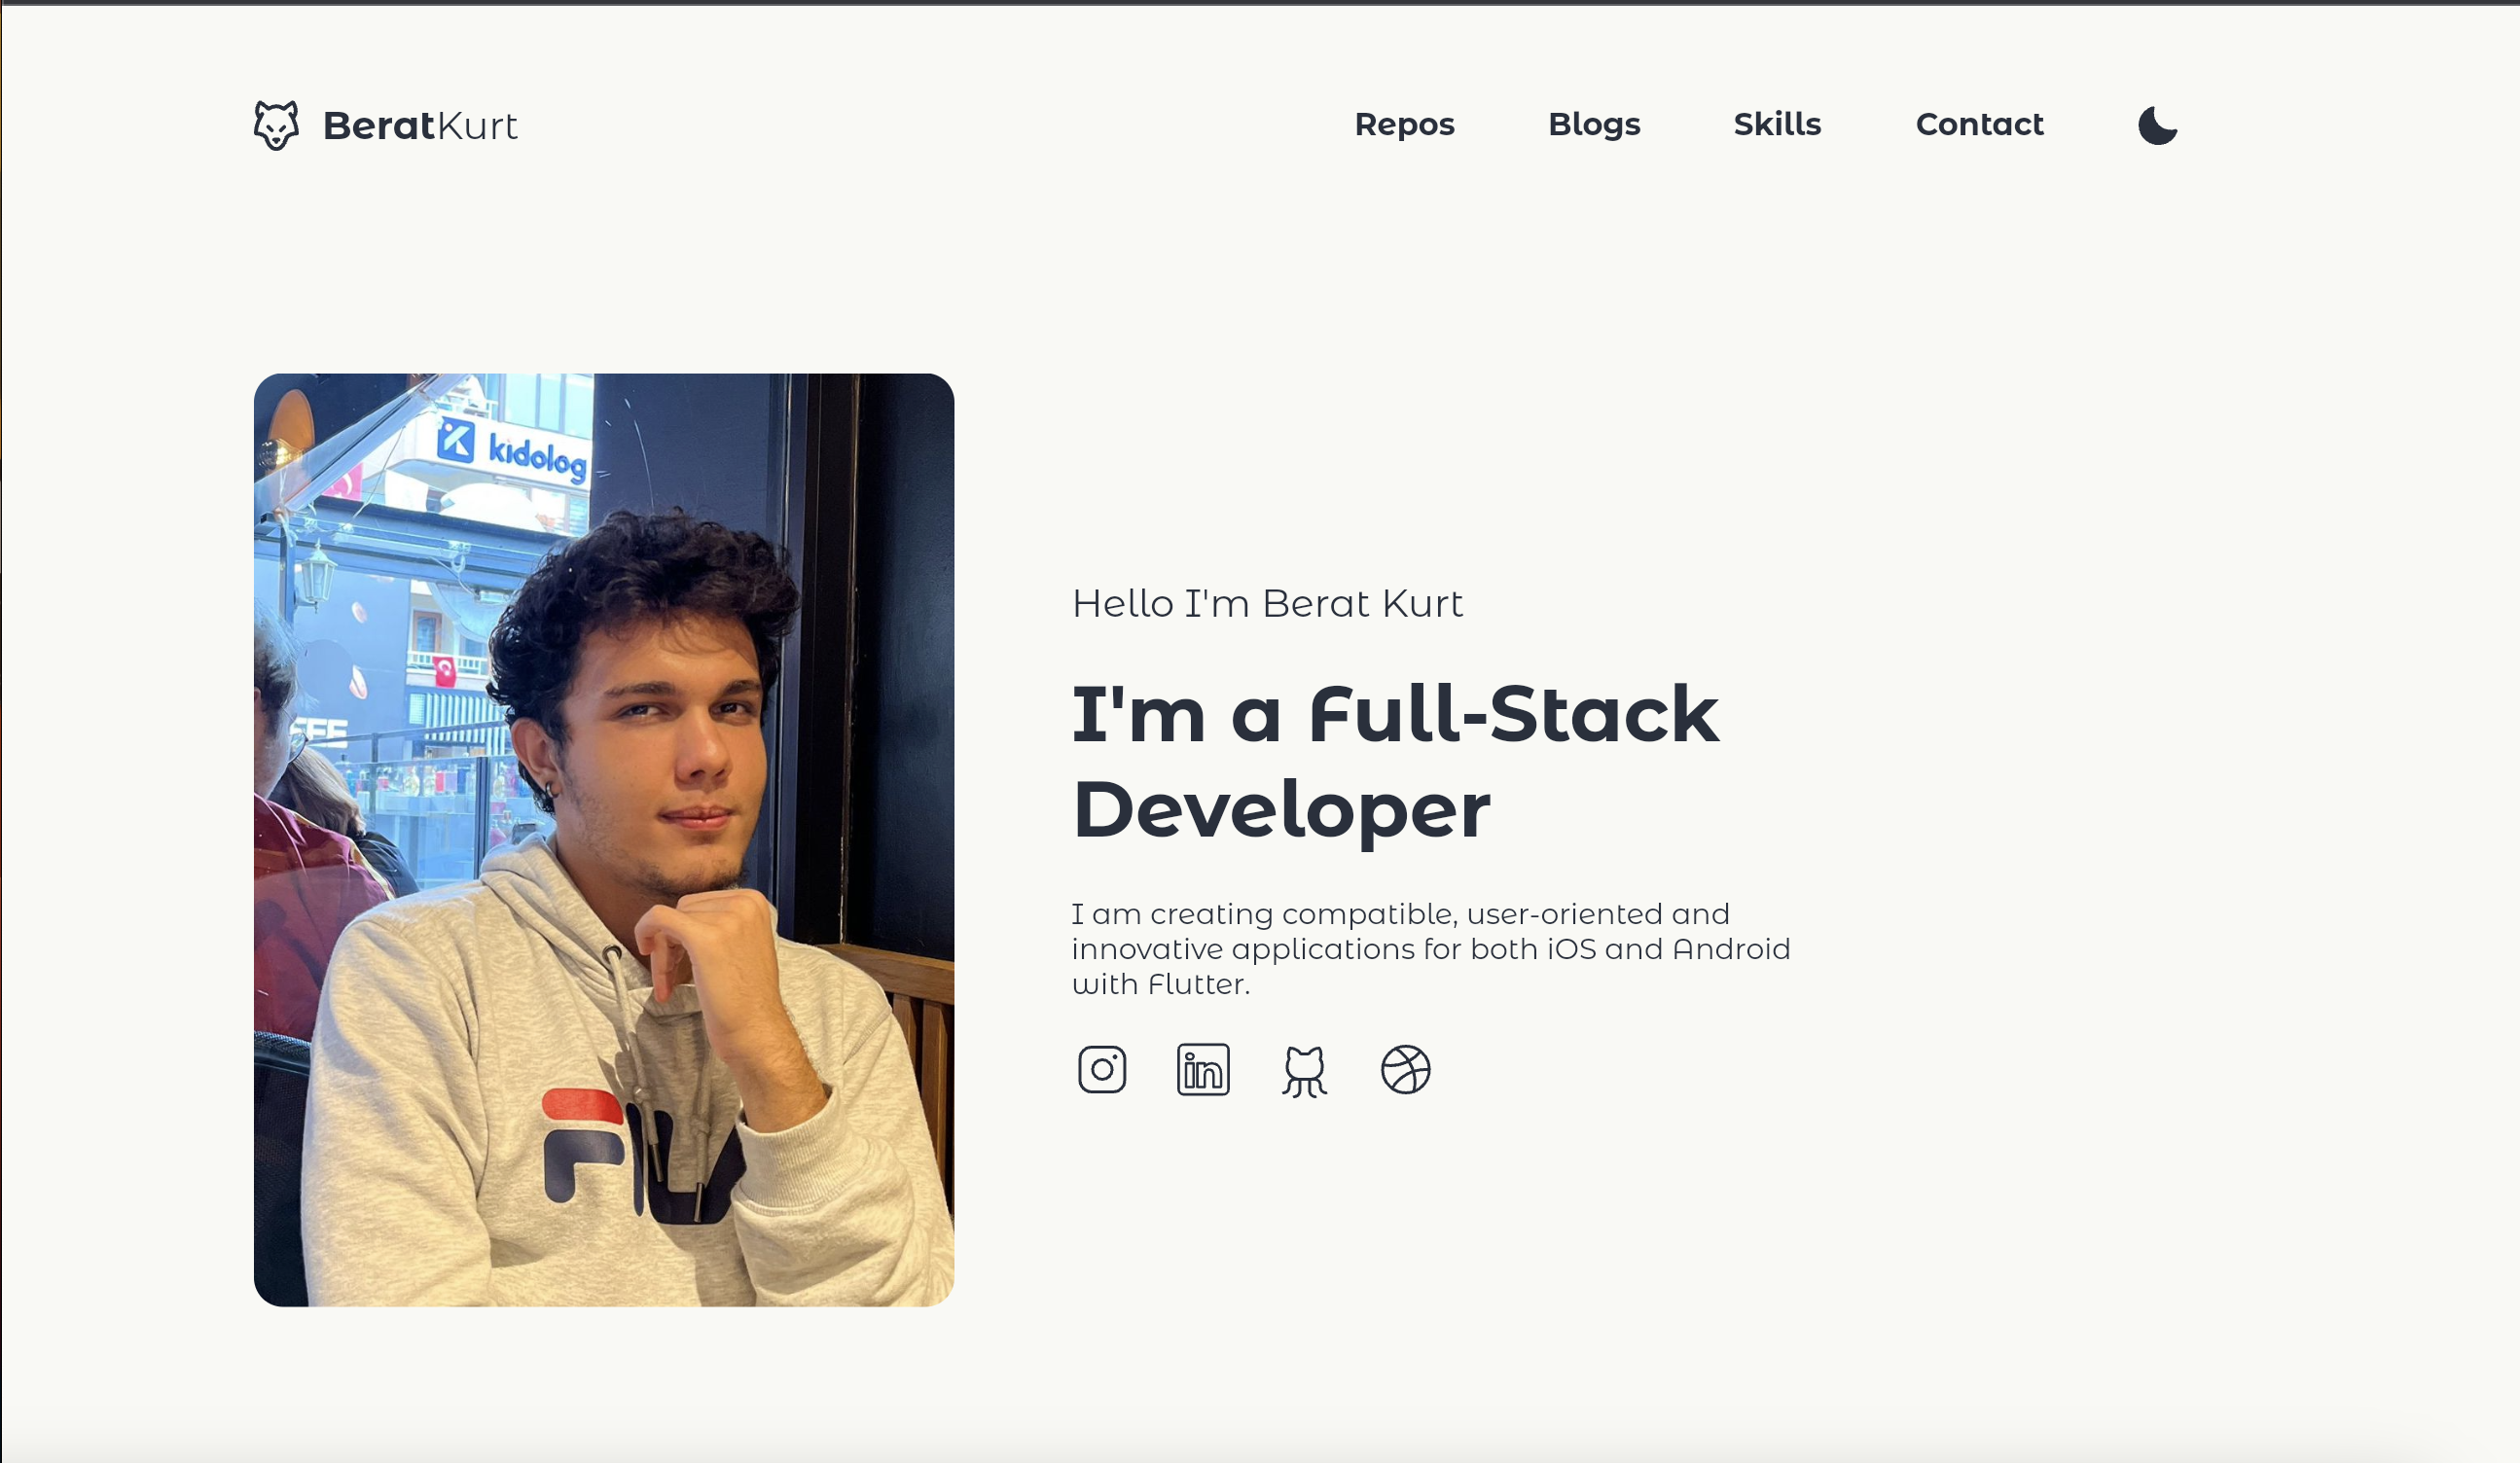 BeratKurt
Repos
Blogs
Skills
Contact
kidolog
Hello I'm Berat Kurt
I'm a Full-Stack
Developer
I am creating compatible, user-oriented and
innovative applications for both iOS and Android
with Flutter.
in